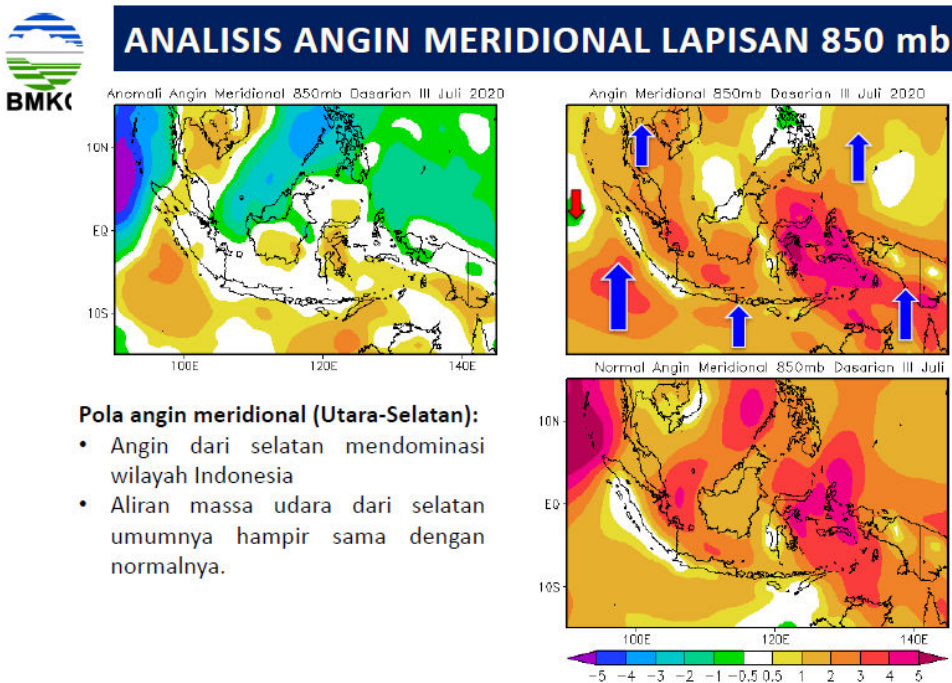 ANALISIS ANGIN MERIDIONAL LAPISAN 850 mb
BMKG
Anomali Angin Meridional 850mb Dasarian III Juli 2020
10N
EQ
10S
100E 120E 140E
Angin Meridional 850mb Dasarian III Juli 2020
Normal Angin Meridional 850mb Dasarian III Juli
10N
EQ
10S
100E 120E 140E
-5 -4 -3 -2 -1 -0.5 0.5 1 2 3 4 5
Pola angin meridional (Utara-Selatan):
• Angin dari selatan mendominasi
wilayah Indonesia
• Aliran massa udara dari selatan
umumnya hampir sama dengan
normalnya.